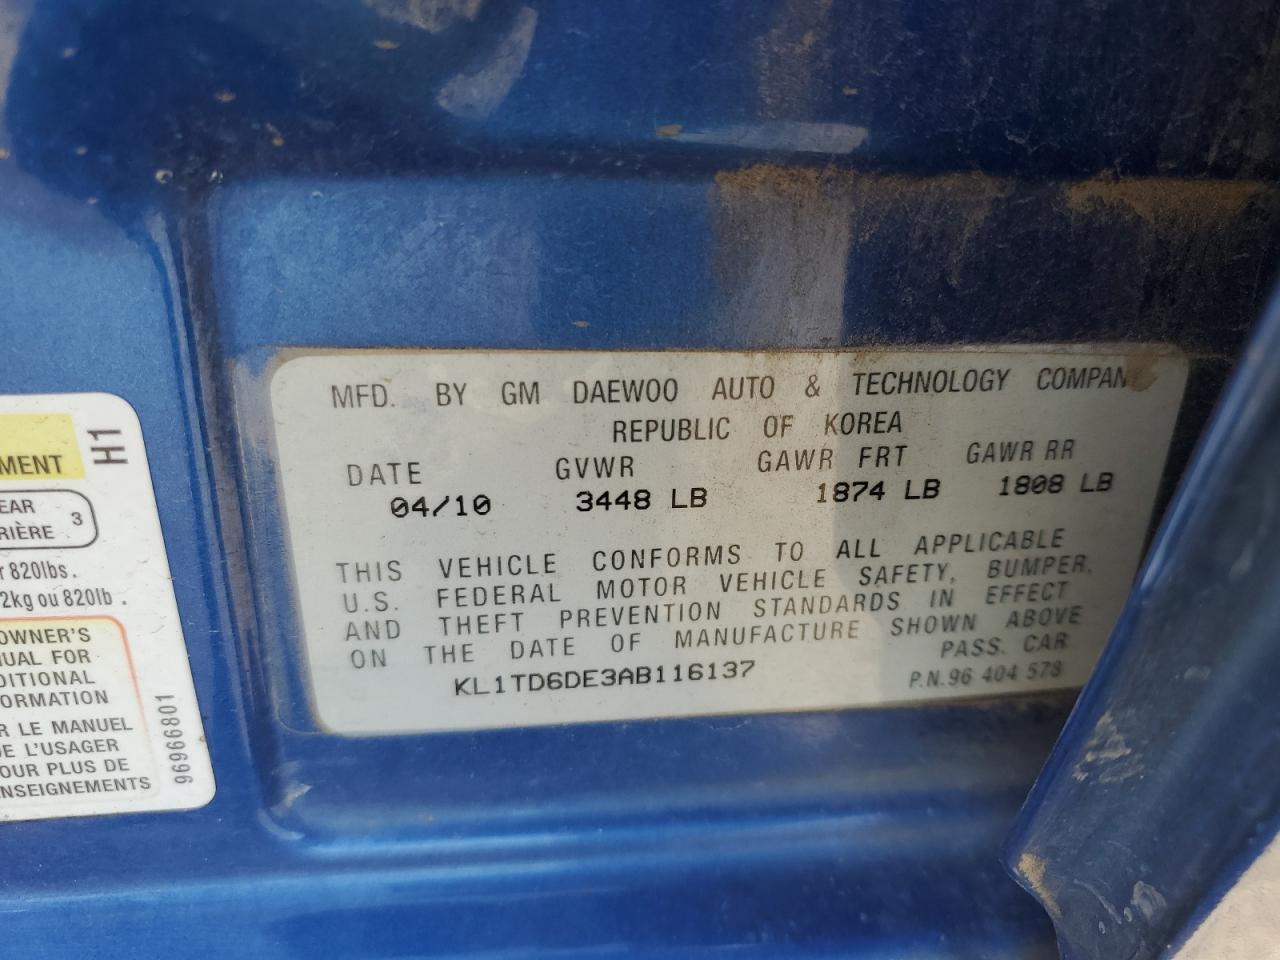 MENT
H1
EAR
RIÈRE 3
r 820lbs.
2kg ou 820lb.
OWNER'S
UAL FOR
DITIONAL
FORMATION
R LE MANUEL
DE L'USAGER
OUR PLUS DE
NSEIGNEMENTS
96966801
MFD. BY GM DAEWOO AUTO & TECHNOLOGY COMPAN
REPUBLIC OF KOREA
DATE GVWR GAWR FRT GAWR RR
04/10 3448 LB 1874 LB 1808 LB
THIS VEHICLE CONFORMS TO ALL APPLICABLE
U.S. FEDERAL MOTOR VEHICLE SAFETY, BUMPER,
AND THEFT PREVENTION STANDARDS IN EFFECT
ON THE DATE OF MANUFACTURE SHOWN ABOVE
PASS. CAR
KL1TD6DE3AB116137
P.N.96 404 578